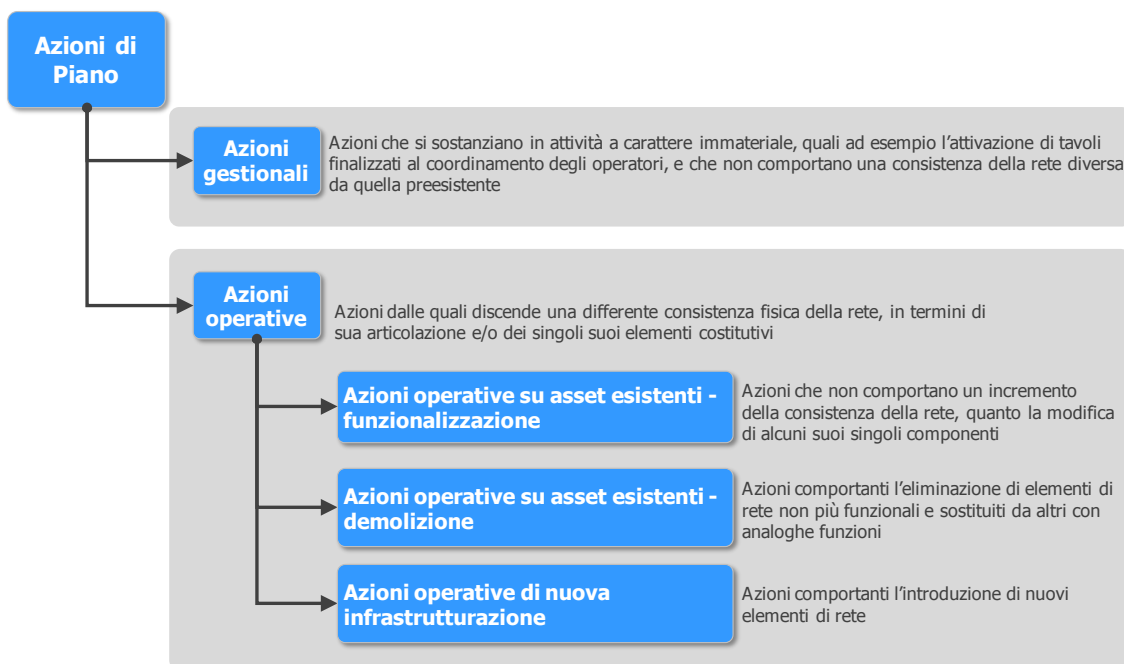 Azioni di
Piano
Azioni
gestionali
Azioni che si sostanziano in attività a carattere immateriale, quali ad esempio l’attivazione di tavoli
finalizzati al coordinamento degli operatori, e che non comportano una consistenza della rete diversa
da quella preesistente
Azioni
operative
Azioni dalle quali discende una differente consistenza fisica della rete, in termini di
sua articolazione e/o dei singoli suoi elementi costitutivi
Azioni operative su asset esistenti -
funzionalizzazione
Azioni che non comportano un incremento
della consistenza della rete, quanto la modifica
di alcuni suoi singoli componenti
Azioni operative su asset esistenti -
demolizione
Azioni comportanti l’eliminazione di elementi di
rete non più funzionali e sostituiti da altri con
analoghe funzioni
Azioni operative di nuova
infrastrutturazione
Azioni comportanti l’introduzione di nuovi
elementi di rete